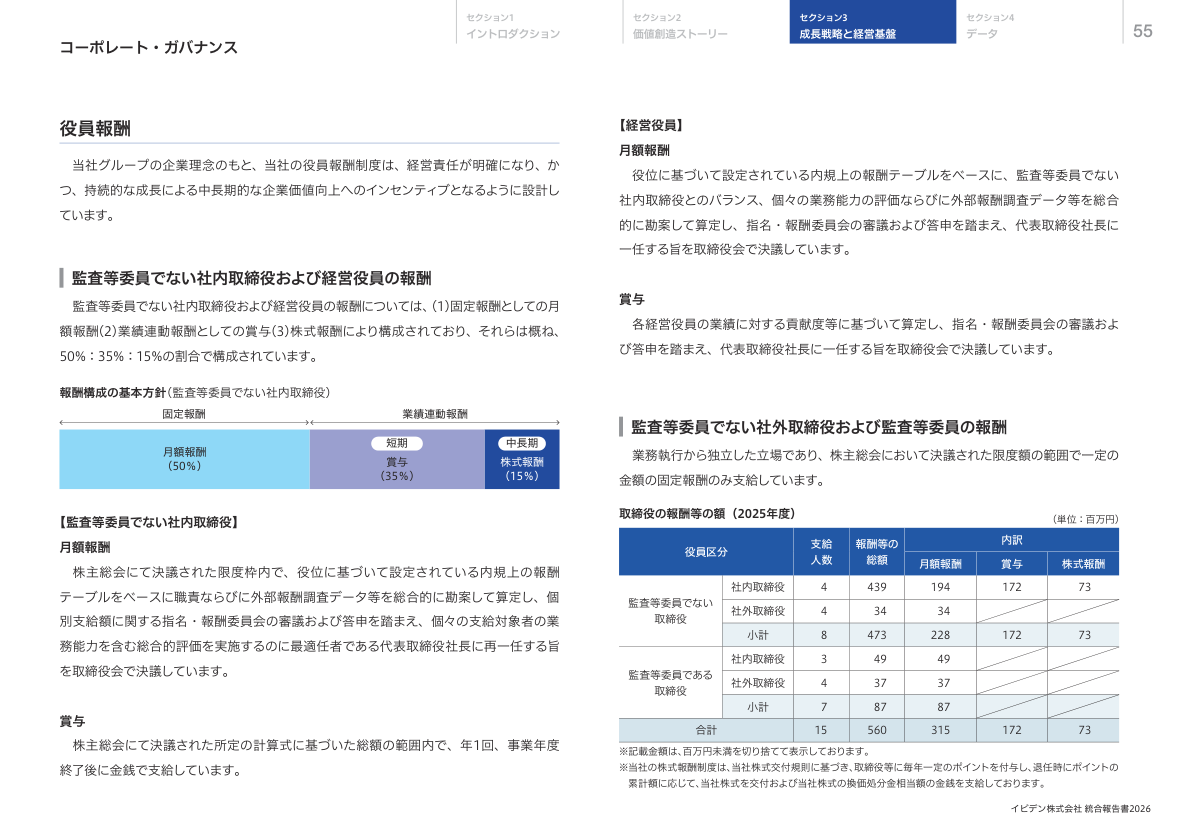 コーポレート・ガバナンス
セクション1
イントロダクション
セクション2
価値創造ストーリー
セクション3
成長戦略と経営基盤
セクション4
データ
55
役員報酬
当社グループの企業理念のもと、当社の役員報酬制度は、経営責任が明確になり、か
つ、持続的な成長による中長期的な企業価値向上へのインセンティブとなるように設計し
ています。
監査等委員でない社内取締役および経営役員の報酬
監査等委員でない社内取締役および経営役員の報酬については、(1)固定報酬としての月
額報酬(2)業績連動報酬としての賞与(3)株式報酬により構成されており、それらは概ね、
50%:35%:15%の割合で構成されています。
報酬構成の基本方針(監査等委員でない社内取締役)
固定報酬 業績連動報酬
月額報酬
(50%)
短期
賞与
(35%)
中長期
株式報酬
(15%)
【監査等委員でない社内取締役】
月額報酬
株主総会にて決議された限度枠内で、役位に基づいて設定されている内規上の報酬
テーブルをベースに職責ならびに外部報酬調査データ等を総合的に勘案して算定し、個
別支給額に関する指名・報酬委員会の審議および答申を踏まえ、個々の支給対象者の業
務能力を含む総合的評価を実施するのに最適任者である代表取締役社長に再一任する旨
を取締役会で決議しています。
賞与
株主総会にて決議された所定の計算式に基づいた総額の範囲内で、年1回、事業年度
終了後に金銭で支給しています。
【経営役員】
月額報酬
役位に基づいて設定されている内規上の報酬テーブルをベースに、監査等委員でない
社内取締役とのバランス、個々の業務能力の評価ならびに外部報酬調査データ等を総合
的に勘案して算定し、指名・報酬委員会の審議および答申を踏まえ、代表取締役社長に
一任する旨を取締役会で決議しています。
賞与
各経営役員の業績に対する貢献度等に基づいて算定し、指名・報酬委員会の審議およ
び答申を踏まえ、代表取締役社長に一任する旨を取締役会で決議しています。
監査等委員でない社外取締役および監査等委員の報酬
業務執行から独立した立場であり、株主総会において決議された限度額の範囲で一定の
金額の固定報酬のみ支給しています。
取締役の報酬等の額(2025年度)
(単位:百万円)
役員区分 支給人数 報酬等の総額 内訳
月額報酬 賞与 株式報酬
監査等委員でない取締役 社内取締役 4 439 194 172 73
社外取締役 4 34 34
小計 8 473 228 172 73
監査等委員である取締役 社内取締役 3 49 49
社外取締役 4 37 37
小計 7 87 87
合計 15 560 315 172 73
※記載金額は、百万円未満を切り捨てて表示しております。
※当社の株式報酬制度は、当社株式交付規則に基づき、取締役等に毎年一定のポイントを付与し、退任時にポイントの
累計額に応じて、当社株式を交付および当社株式の換価処分金相当額の金銭を支給しております。
イビデン株式会社 統合報告書2026